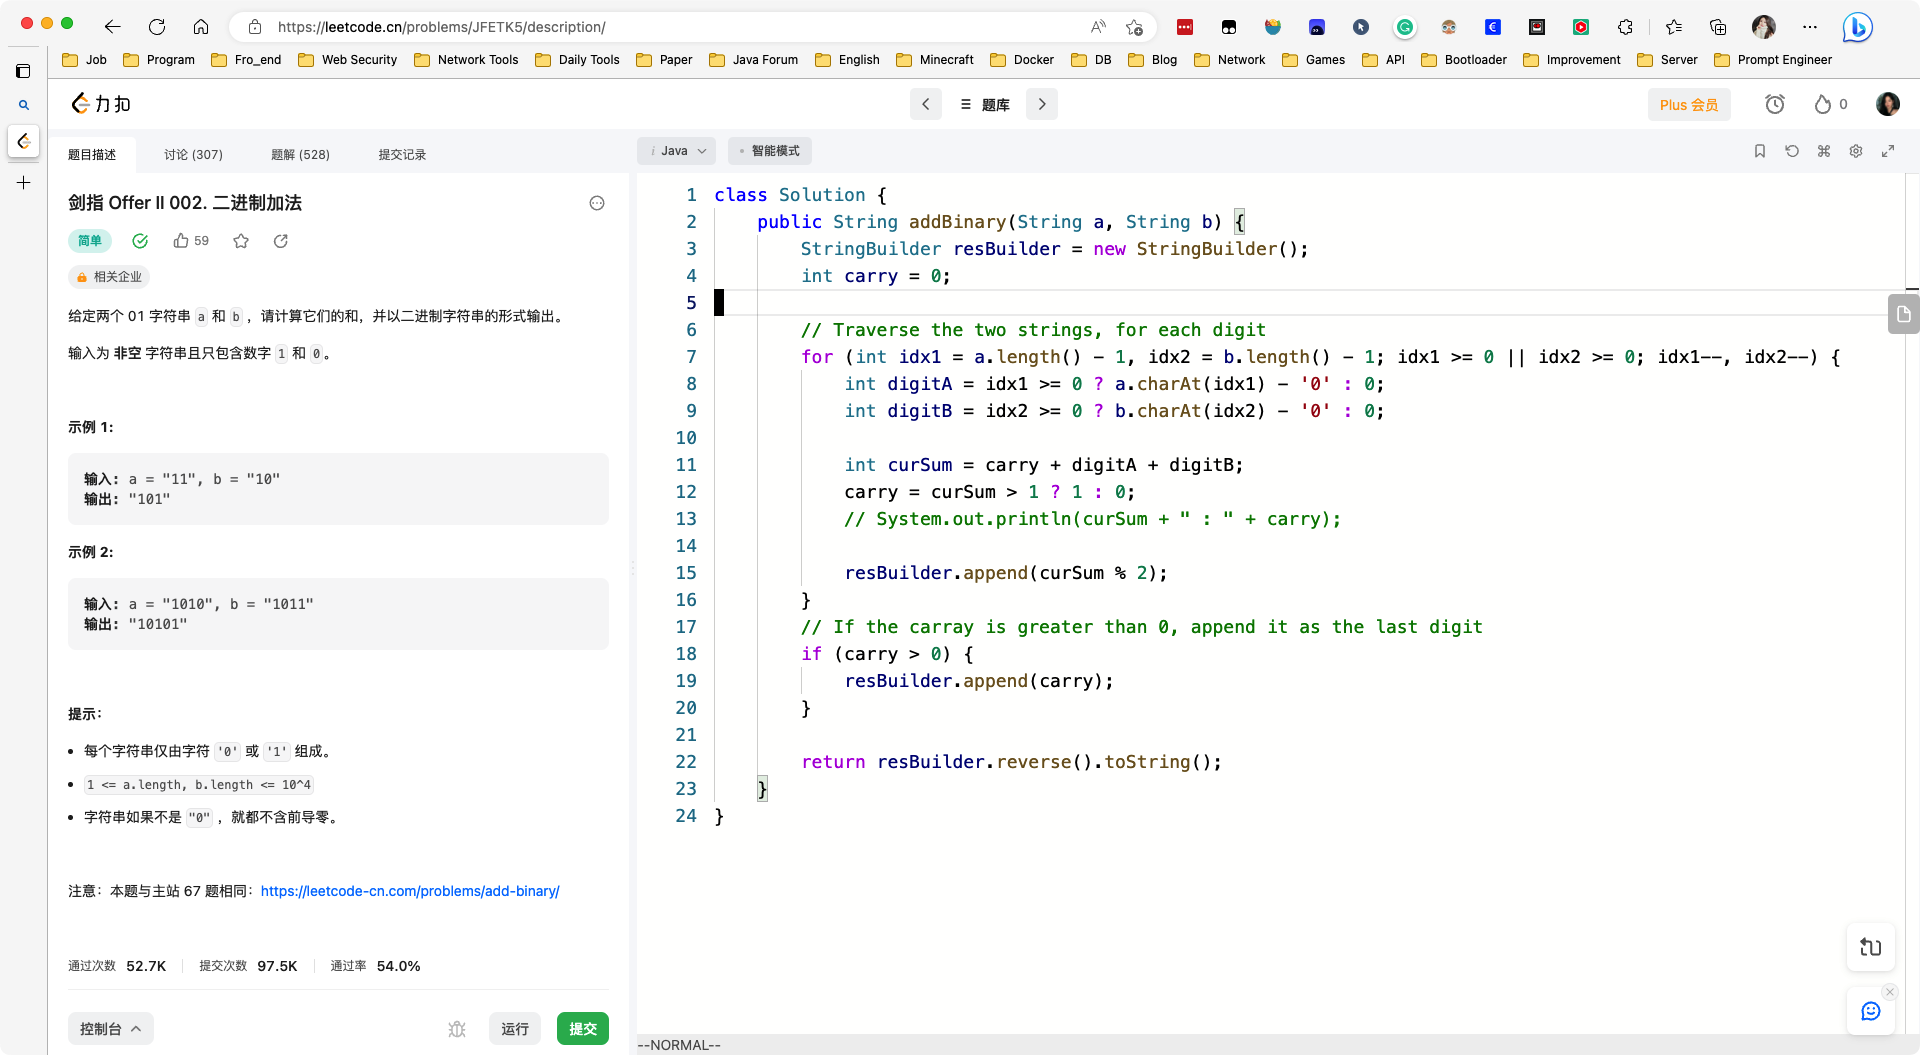 https://leetcode.cn/problems/JFETK5/description/
Job Program Fro_end Web Security Network Tools Daily Tools Paper Java Forum English Minecraft Docker DB Blog Network Games API Bootloader Improvement Server Prompt Engineer
力扣
题库
Plus 会员
0
题目描述 讨论 (307) 题解 (528) 提交记录
剑指 Offer II 002. 二进制加法
简单
59
相关企业
给定两个 01 字符串 a 和 b ，请计算它们的和，并以二进制字符串的形式输出。
输入为 非空 字符串且只包含数字 1 和 0。
示例 1:
输入: a = "11", b = "10"
输出: "101"
示例 2:
输入: a = "1010", b = "1011"
输出: "10101"
提示：
每个字符串仅由字符 '0' 或 '1' 组成。
1 <= a.length, b.length <= 10^4
字符串如果不是 "0" ，就都不含前导零。
注意：本题与主站 67 题相同：https://leetcode-cn.com/problems/add-binary/
通过次数 52.7K 提交次数 97.5K 通过率 54.0%
控制台
运行
提交
i Java
智能模式
1 class Solution {
2     public String addBinary(String a, String b) {
3         StringBuilder resBuilder = new StringBuilder();
4         int carry = 0;
5
6         // Traverse the two strings, for each digit
7         for (int idx1 = a.length() - 1, idx2 = b.length() - 1; idx1 >= 0 || idx2 >= 0; idx1--, idx2--) {
8             int digitA = idx1 >= 0 ? a.charAt(idx1) - '0' : 0;
9             int digitB = idx2 >= 0 ? b.charAt(idx2) - '0' : 0;
10
11             int curSum = carry + digitA + digitB;
12             carry = curSum > 1 ? 1 : 0;
13             // System.out.println(curSum + " : " + carry);
14
15             resBuilder.append(curSum % 2);
16         }
17         // If the carray is greater than 0, append it as the last digit
18         if (carry > 0) {
19             resBuilder.append(carry);
20         }
21
22         return resBuilder.reverse().toString();
23     }
24 }
--NORMAL--